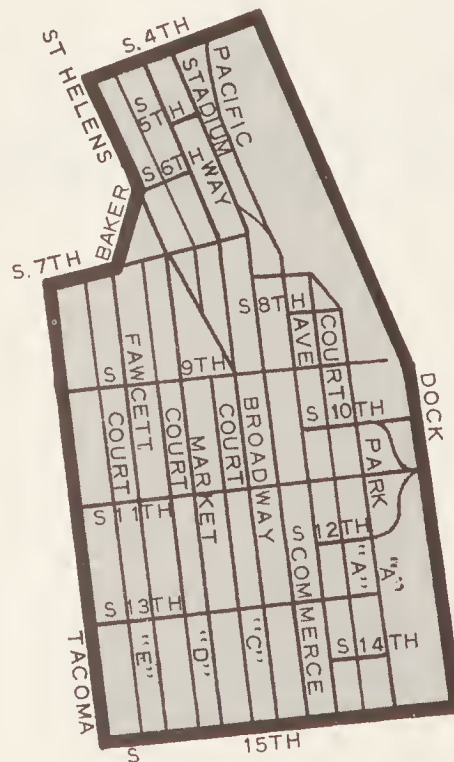 S. 4TH
ST HELENS
PACIFIC
STADIUM WAY
S 5TH
S 6TH
BAKER
S. 7TH
S 8TH
AVE
COURT
S 9TH
FAWCETT
COURT
COURT
MARKET
COURT
BROADWAY
S 10TH
PARK
DOCK
S 11TH
S 12TH
COMMERCE
"A"
"A"
S 13TH
"E"
"D"
"C"
S 14TH
TACOMA
S 15TH